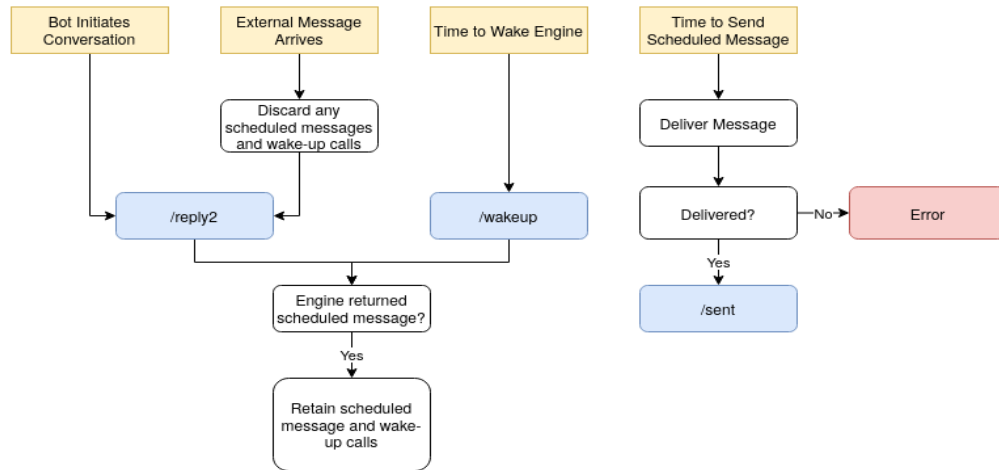 Bot Initiates
Conversation
External Message
Arrives
Time to Wake Engine
Time to Send
Scheduled Message
Discard any
scheduled messages
and wake-up calls
Deliver Message
/reply2
/wakeup
Delivered?
No
Error
Yes
Engine returned
scheduled message?
/sent
Yes
Retain scheduled
message and wake-
up calls